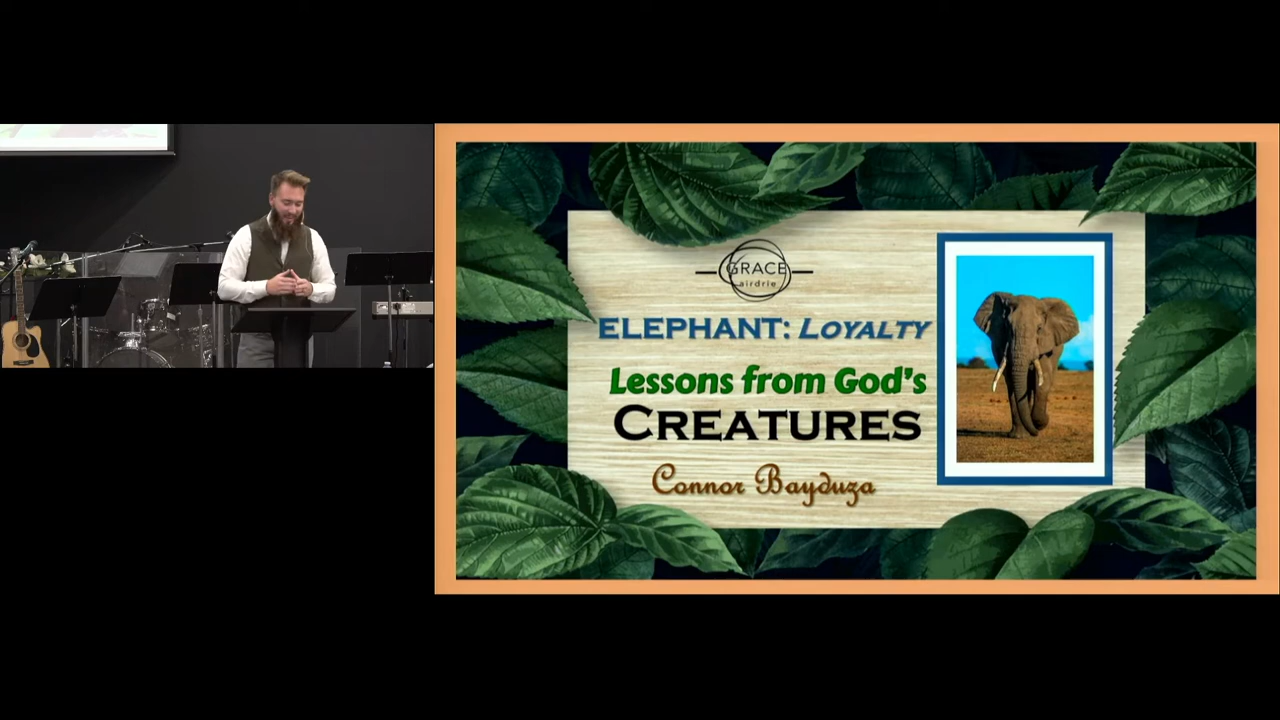 GRACE
airdrie
ELEPHANT: LOYALTY
Lessons from God's
CREATURES
Connor Bayduza